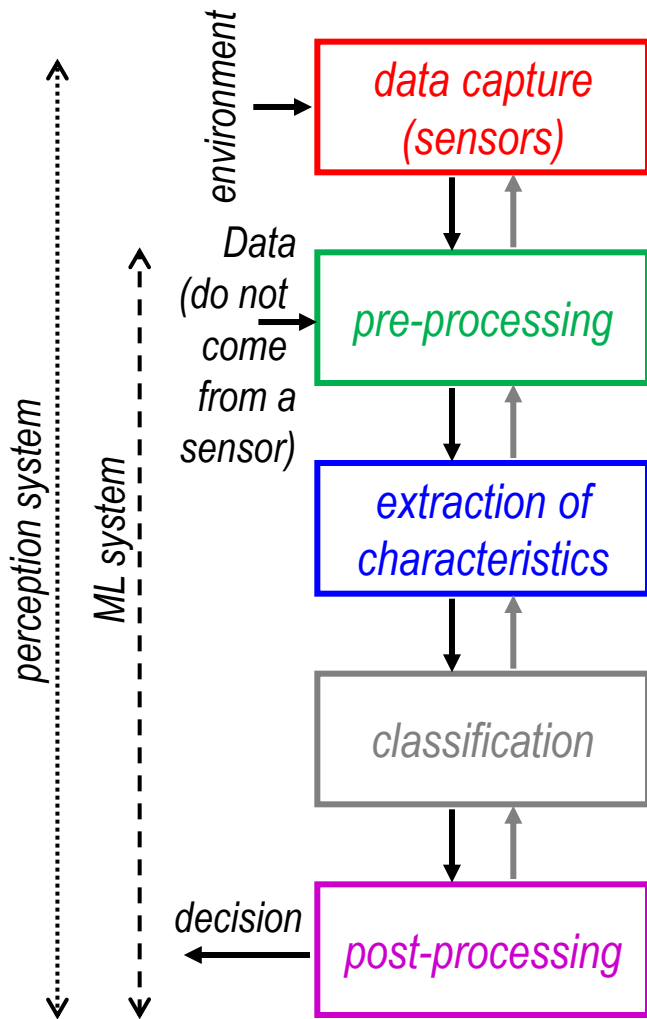 environment
data capture
(sensors)
Data
(do not
come
from a
sensor)
pre-processing
perception system
ML system
extraction of
characteristics
classification
decision
post-processing